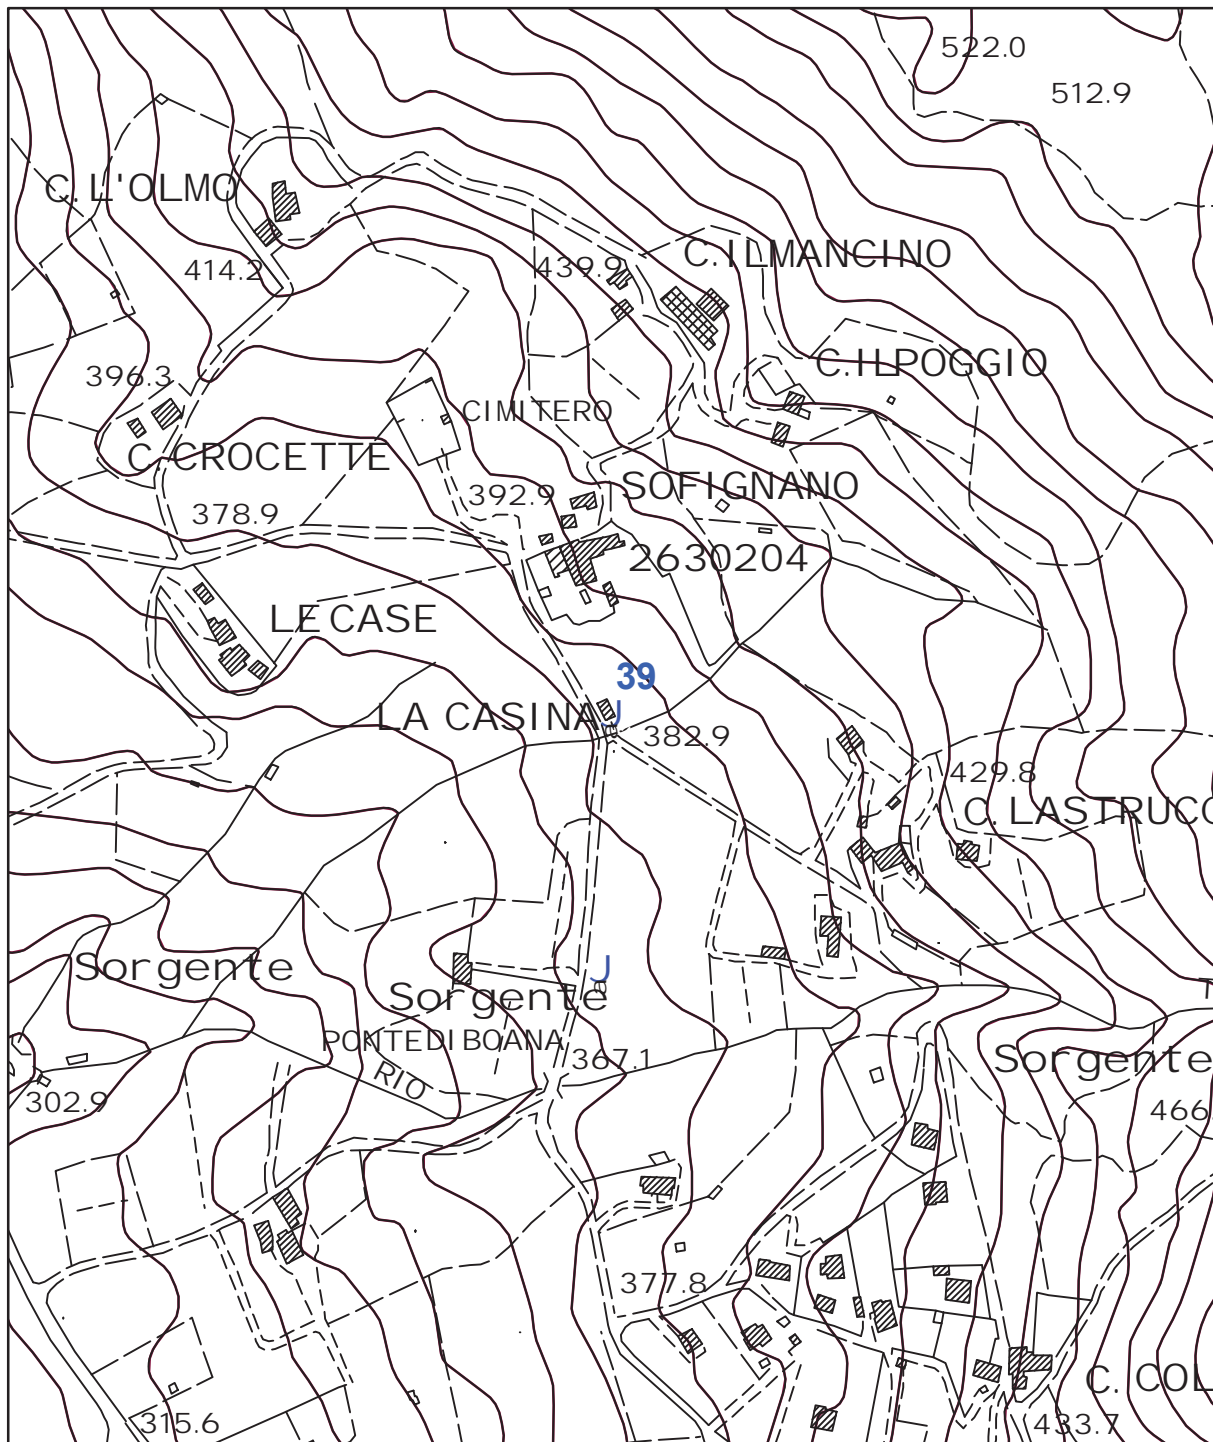 522.0
512.9
C. L'OLMO
414.2
439.9
C. IL MANCINO
C. IL POGGIO
396.3
CIMITERO
C. CROCETTE
392.9
SOFIGNANO
378.9
2630204
LE CASE
39
LA CASINA
382.9
429.8
C. LASTRUCC
Sorgente
Sorgente
PONTE DI BOANA
367.1
Sorgente
RIO
302.9
466.
377.8
C. COL
315.6
433.7